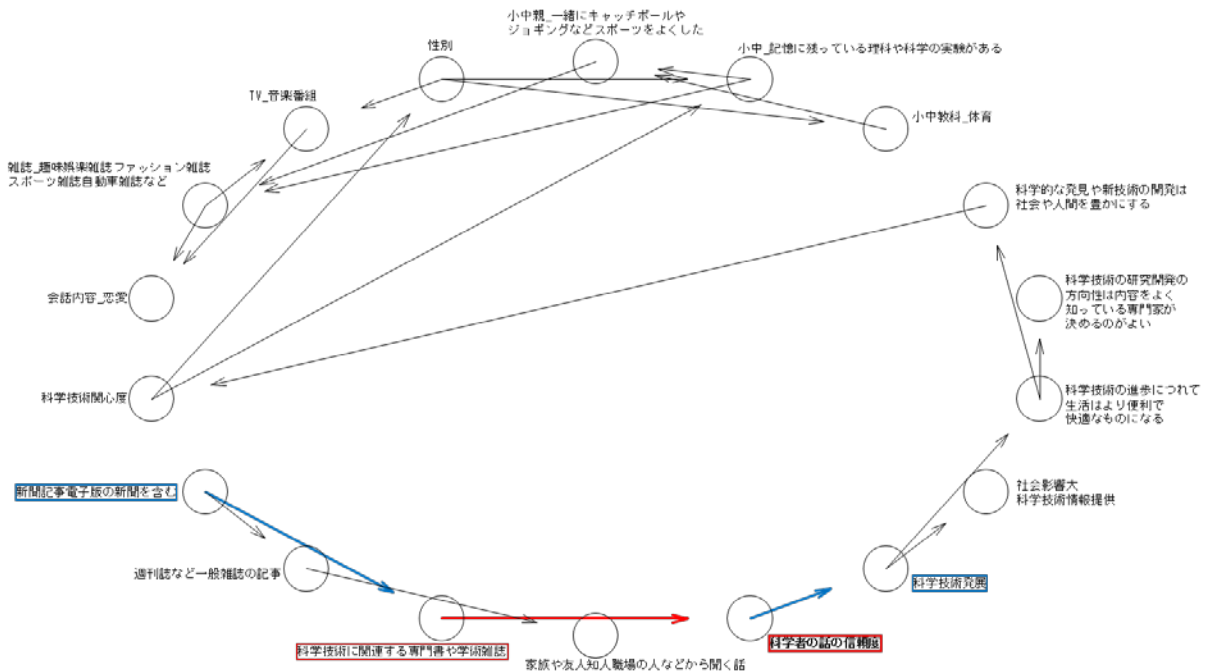 小中親_一緒にキャッチボールや
ジョギングなどスポーツをよくした
性別
小中_記憶に残っている理科や科学の実験がある
TV_音楽番組
小中教科_体育
雑誌_趣味娯楽雑誌ファッション雑誌
スポーツ雑誌自動車雑誌など
科学的な発見や新技術の開発は
社会や人間を豊かにする
会話内容_恋愛
科学技術の研究開発の
方向性は内容をよく
知っている専門家が
決めるのがよい
科学技術関心度
科学技術の進歩につれて
生活はより便利で
快適なものになる
新聞記事電子版の新聞を含む
社会影響大
科学技術情報提供
週刊誌など一般雑誌の記事
科学技術発展
科学技術に関連する専門書や学術雑誌
科学者の話の信頼度
家族や友人知人職場の人などから聞く話